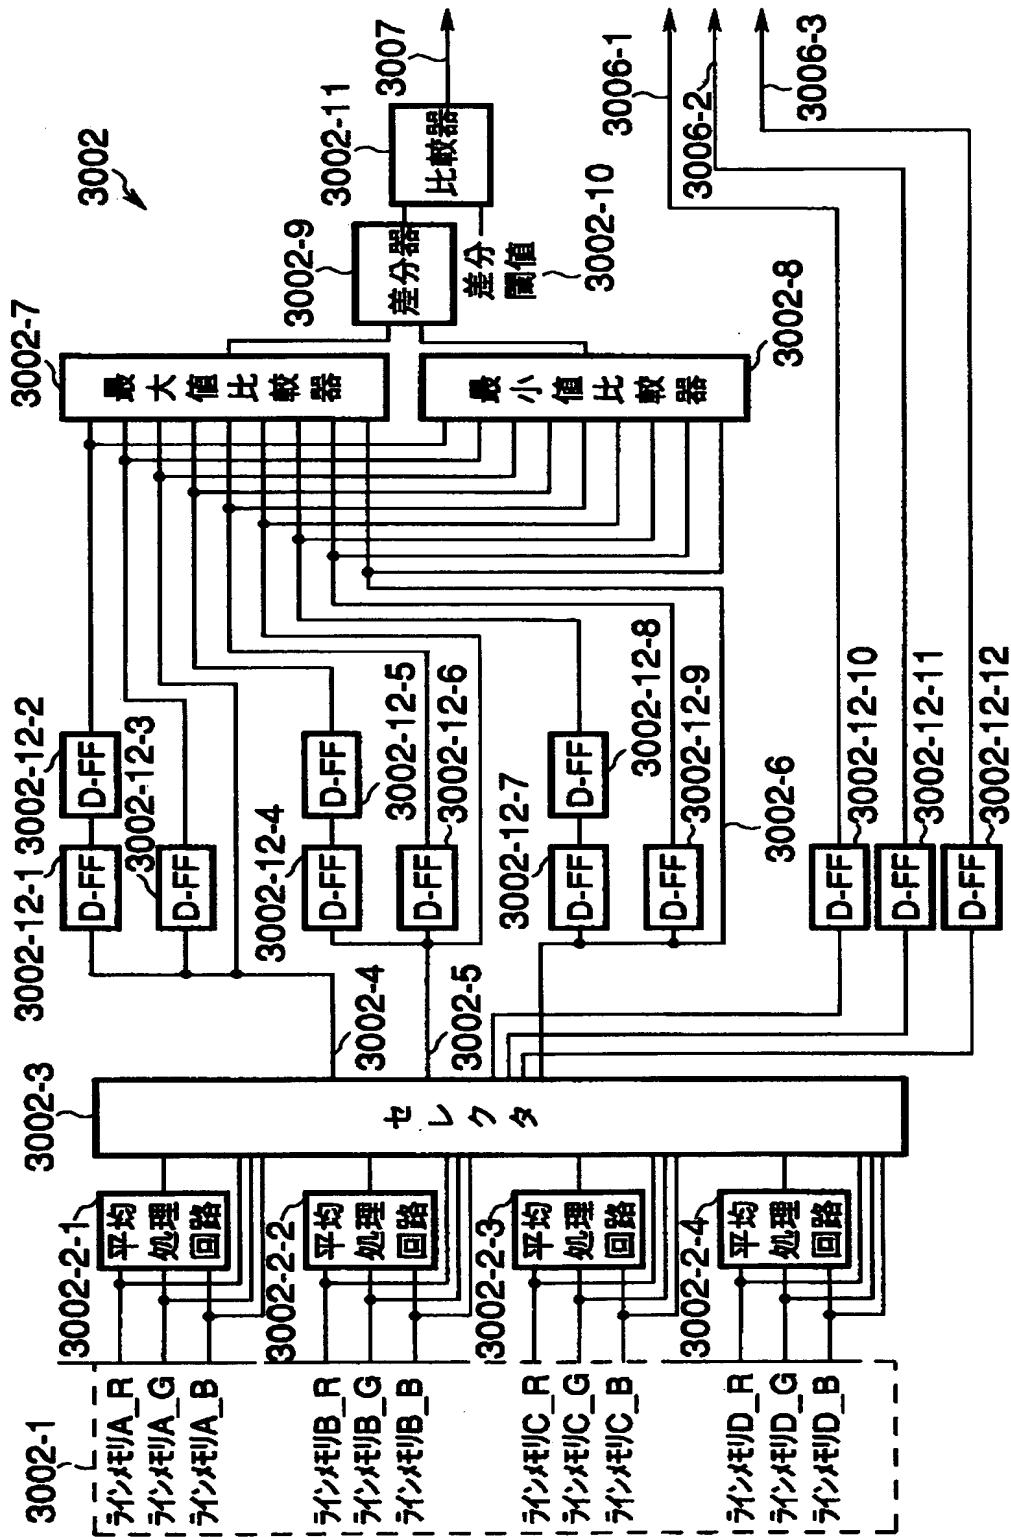 3002
3002-1
ラインメモリA_R
ラインメモリA_G
ラインメモリA_B
ラインメモリB_R
ラインメモリB_G
ラインメモリB_B
ラインメモリC_R
ラインメモリC_G
ラインメモリC_B
ラインメモリD_R
ラインメモリD_G
ラインメモリD_B
3002-2-1
平均
処理
回路
3002-2-2
平均
処理
回路
3002-2-3
平均
処理
回路
3002-2-4
平均
処理
回路
3002-3
セレクタ
3002-4
3002-5
3002-6
3002-12-1
D-FF
3002-12-2
D-FF
3002-12-3
D-FF
3002-12-4
D-FF
3002-12-5
D-FF
3002-12-6
D-FF
3002-12-7
D-FF
3002-12-8
D-FF
3002-12-9
D-FF
3002-12-10
D-FF
3002-12-11
D-FF
3002-12-12
D-FF
3002-7
最大値比較器
3002-8
最小値比較器
3002-9
差分器
差分
閾値
3002-10
3002-11
比較器
3007
3006-1
3006-2
3006-3